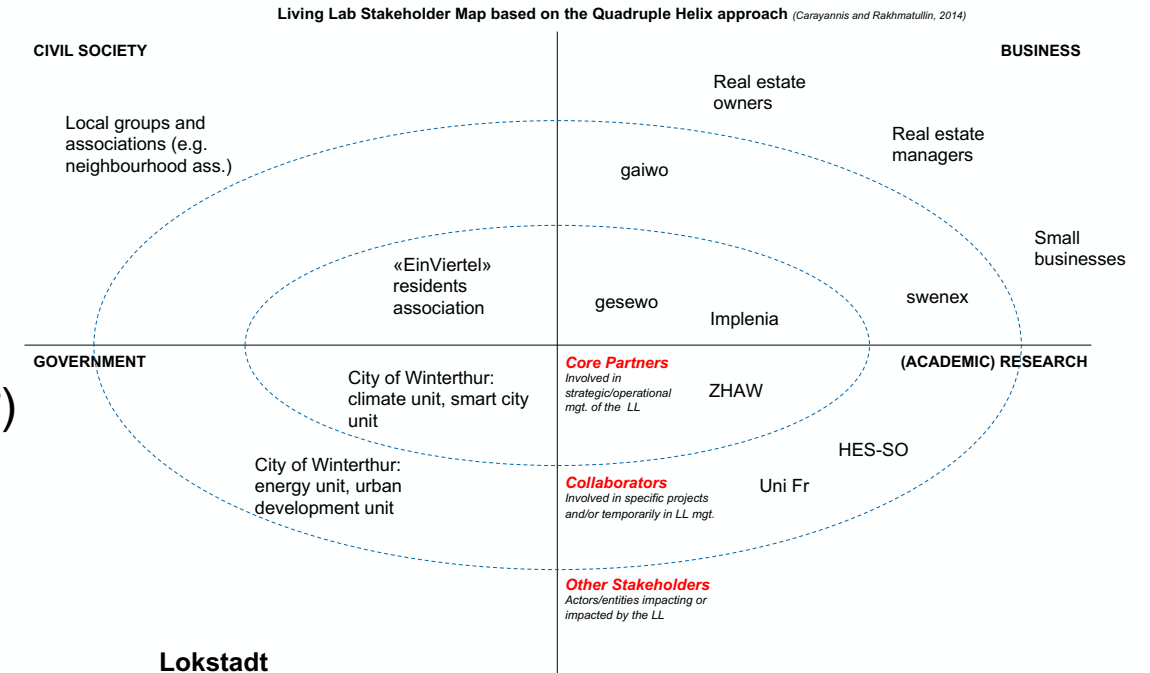 Living Lab Stakeholder Map based on the Quadruple Helix approach (Carayannis and Rakhmatullin, 2014)
CIVIL SOCIETY
BUSINESS
Real estate
owners
Local groups and
associations (e.g.
neighbourhood ass.)
Real estate
managers
gaiwo
Small
businesses
«EinViertel»
residents
association
gesewo
Implenia
swenex
GOVERNMENT
(ACADEMIC) RESEARCH
Core Partners
Involved in
strategic/operational
mgt. of the LL
City of Winterthur:
climate unit, smart city
unit
ZHAW
)
HES-SO
City of Winterthur:
energy unit, urban
development unit
Collaborators
Involved in specific projects
and/or temporarily in LL mgt.
Uni Fr
Other Stakeholders
Actors/entities impacting or
impacted by the LL
Lokstadt